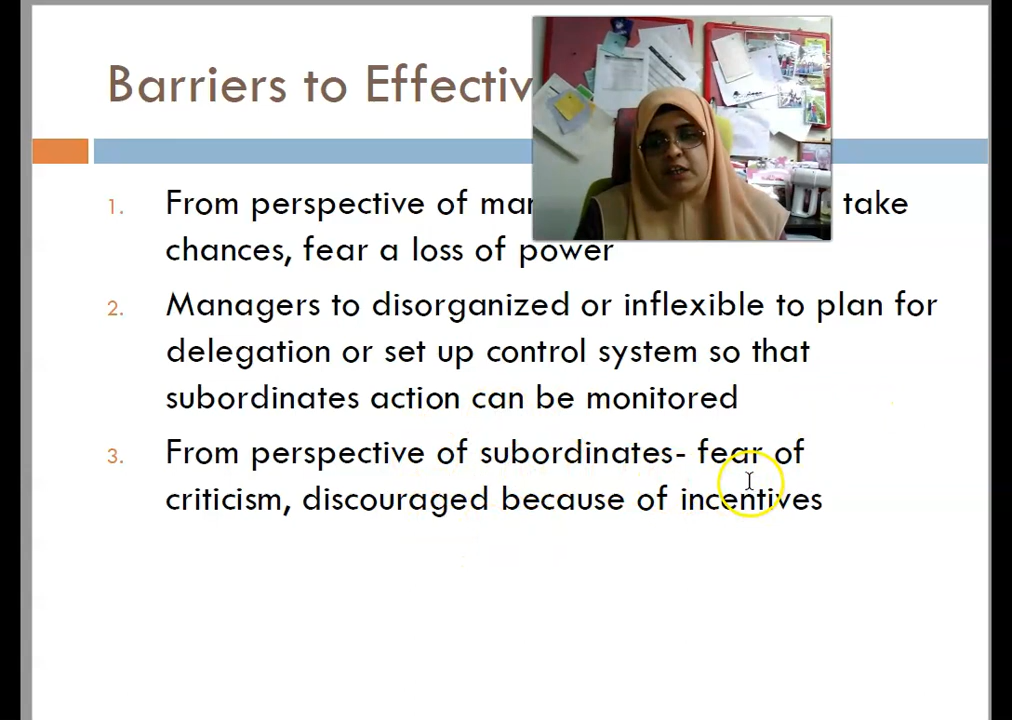 Barriers to Effectiv
1. From perspective of mar take
chances, fear a loss of power
2. Managers to disorganized or inflexible to plan for
delegation or set up control system so that
subordinates action can be monitored
3. From perspective of subordinates- fear of
criticism, discouraged because of incentives